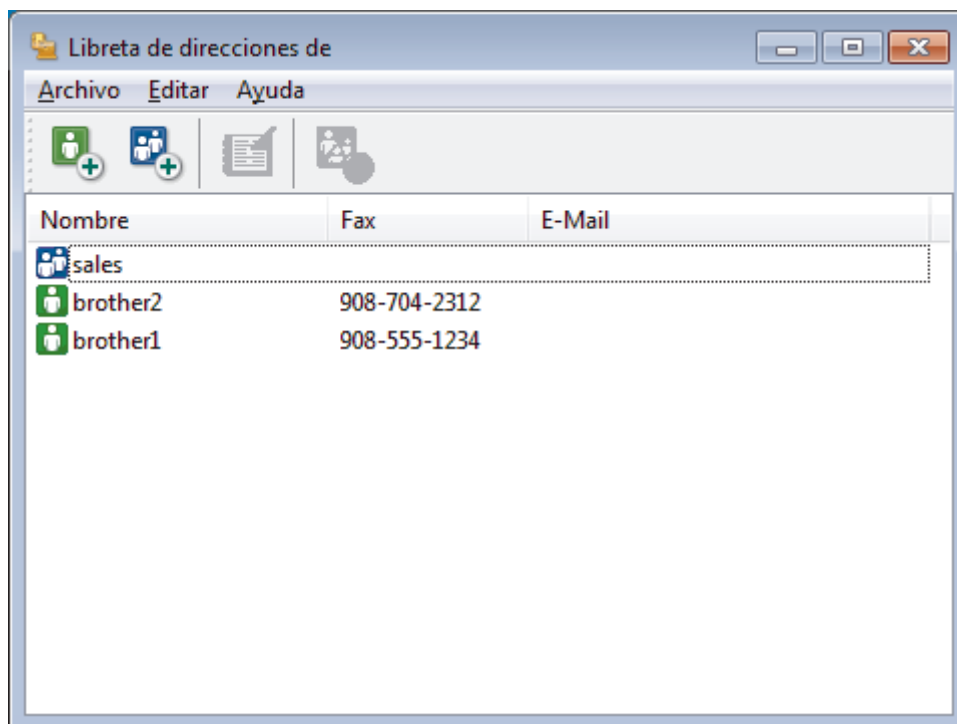 Libreta de direcciones de
Archivo Editar Ayuda
Nombre Fax E-Mail
sales
brother2 908-704-2312
brother1 908-555-1234